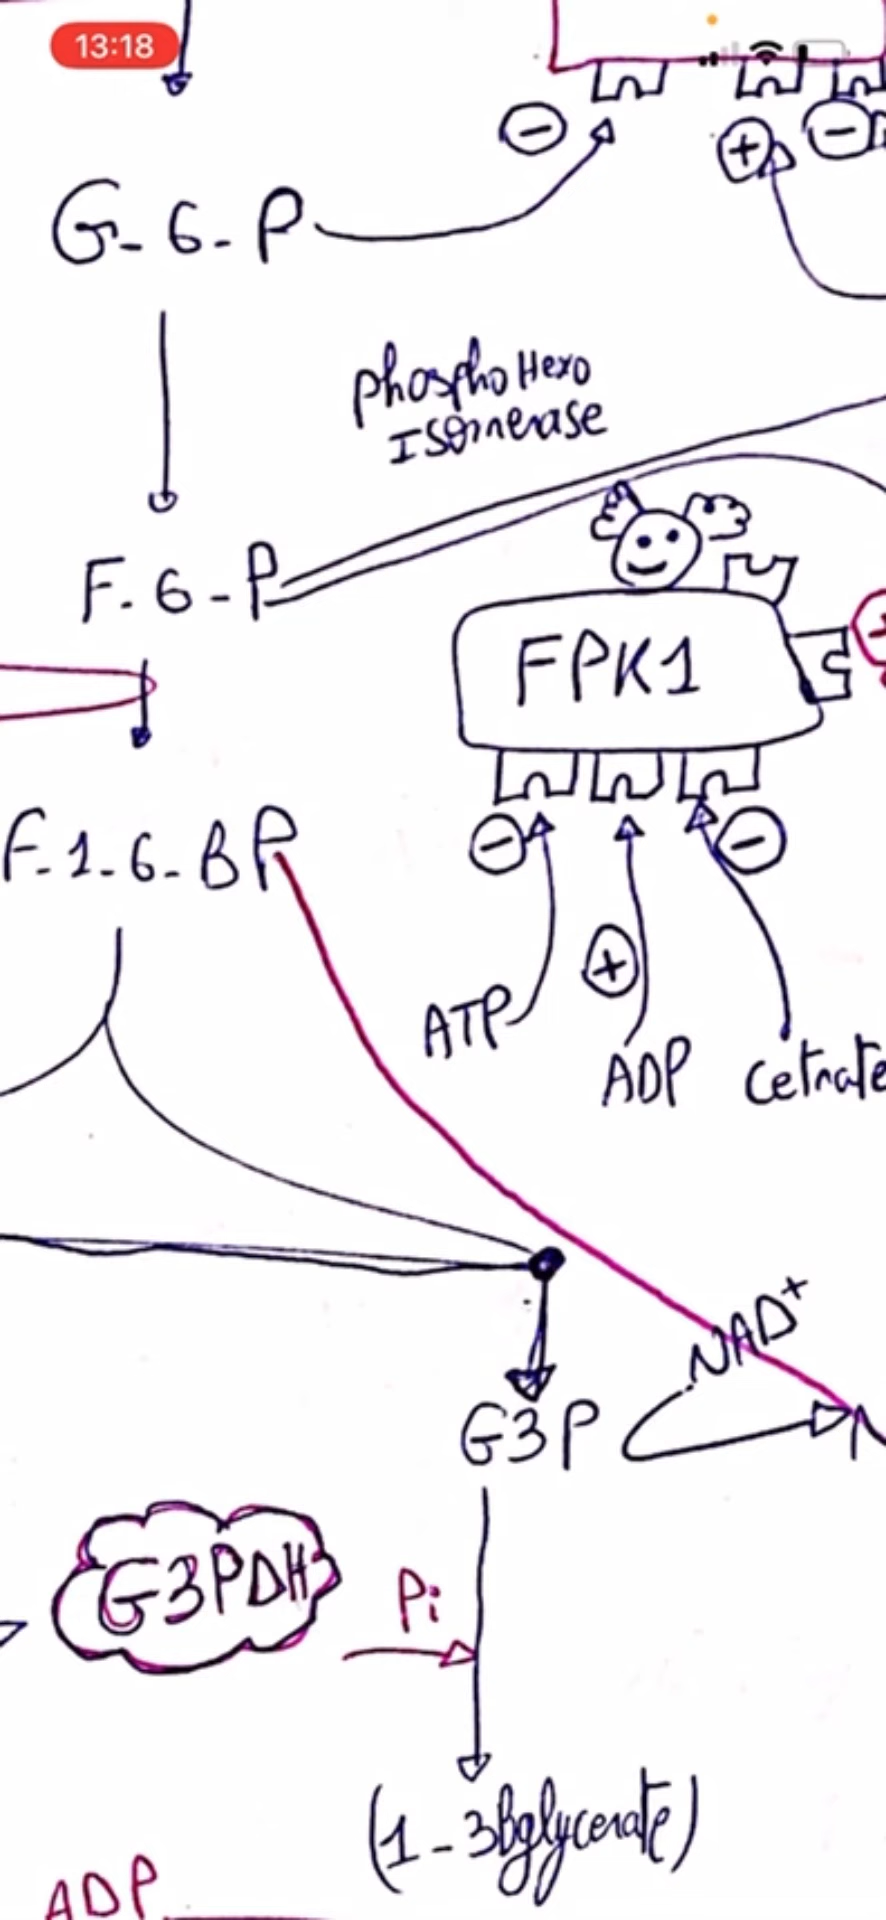 13:18
⊖
⊕
⊖
G-6-P
phospho Hexo
Isomerase
F.6-P
FPK1
F.1.6-BP
⊖
⊖
⊕
ATP
ADP
Cetrate
NAD+
G3P
G3PDH
Pi
(1-3Bglycerate)
ADP